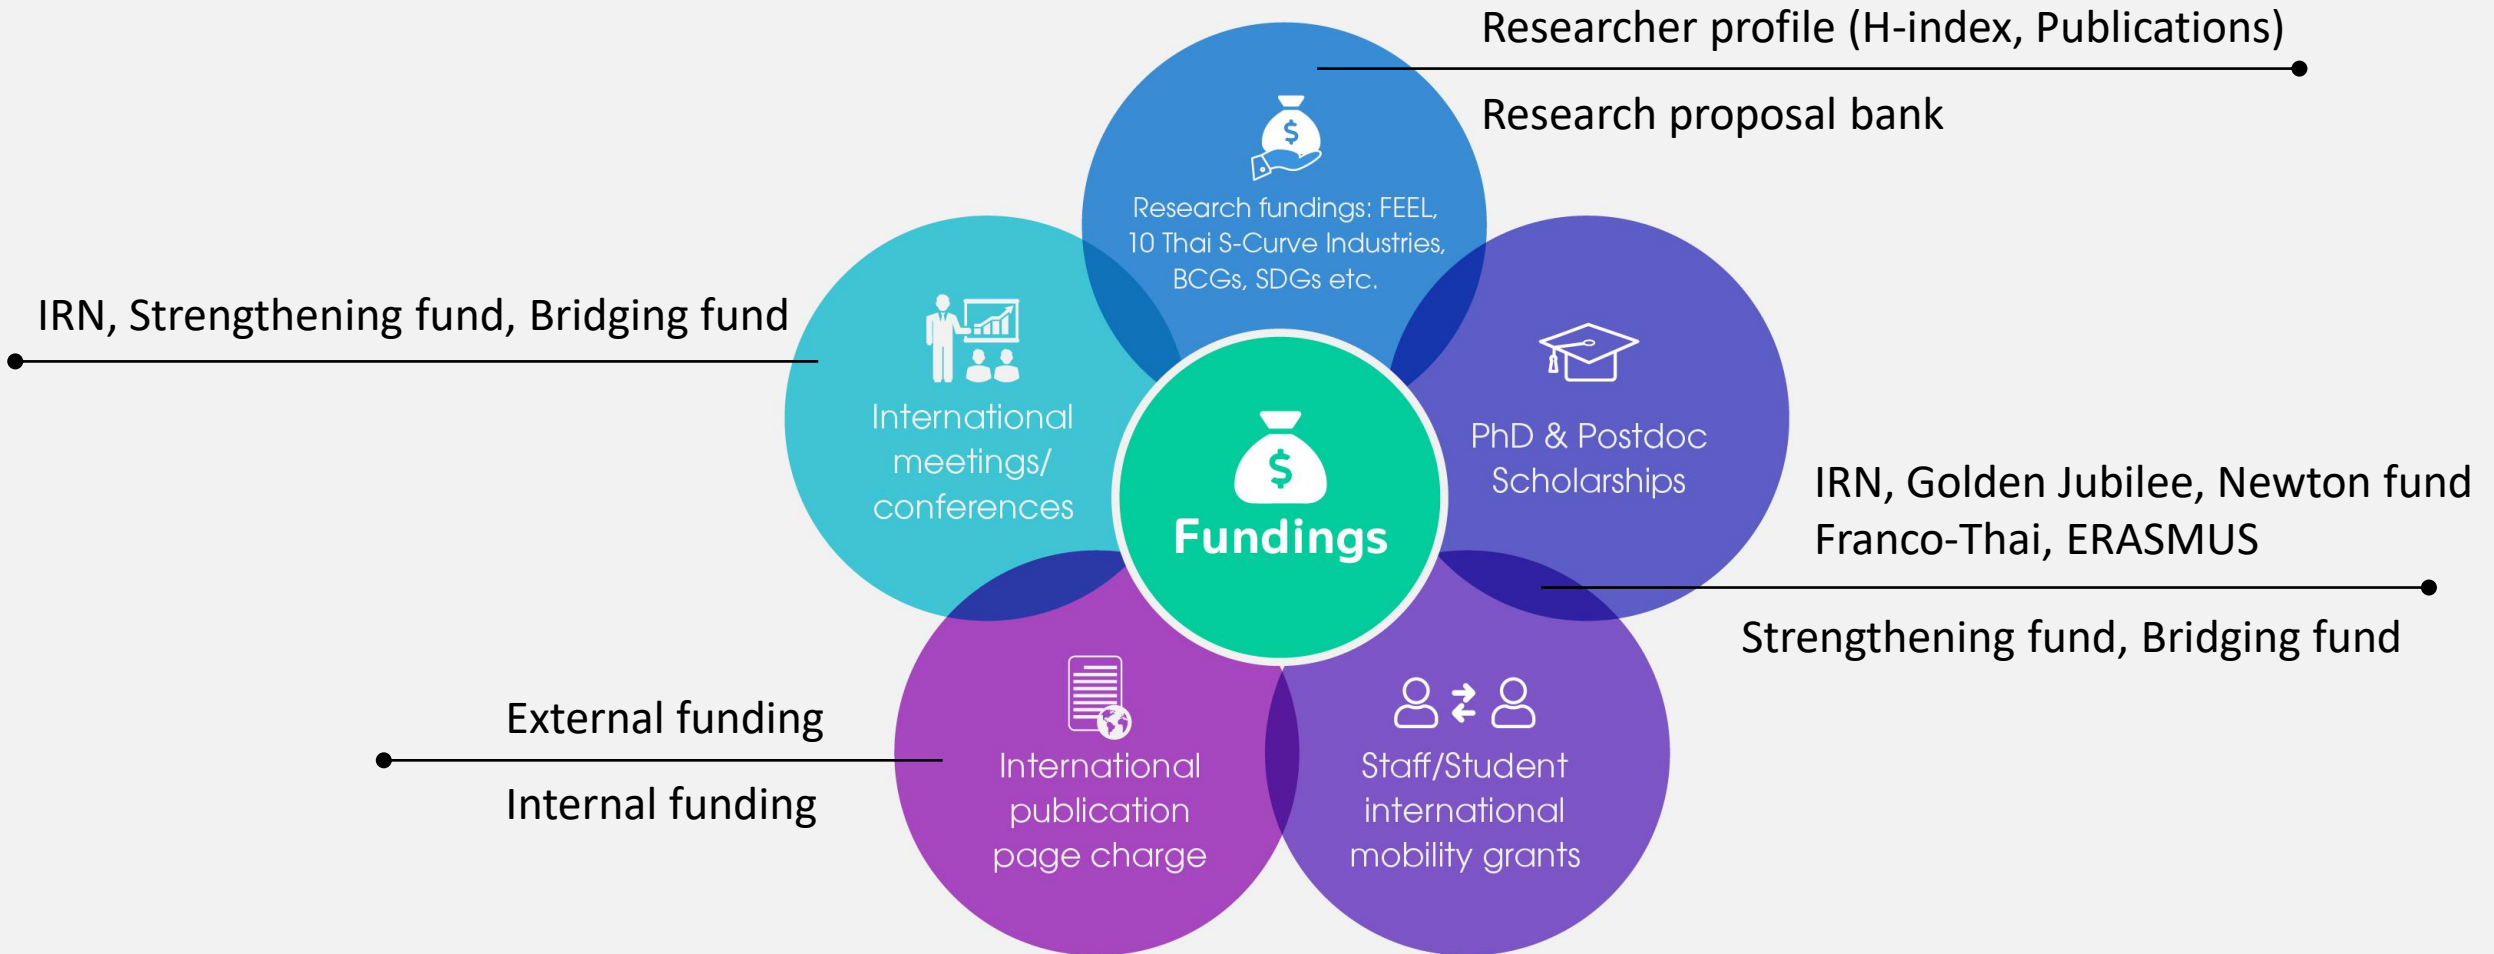 Researcher profile (H-index, Publications)
Research proposal bank
Research fundings: FEEL,
10 Thai S-Curve Industries,
BCGs, SDGs etc.
IRN, Strengthening fund, Bridging fund
International
meetings/
conferences
$
Fundings
PhD & Postdoc
Scholarships
IRN, Golden Jubilee, Newton fund
Franco-Thai, ERASMUS
Strengthening fund, Bridging fund
External funding
Internal funding
International
publication
page charge
Staff/Student
international
mobility grants
$